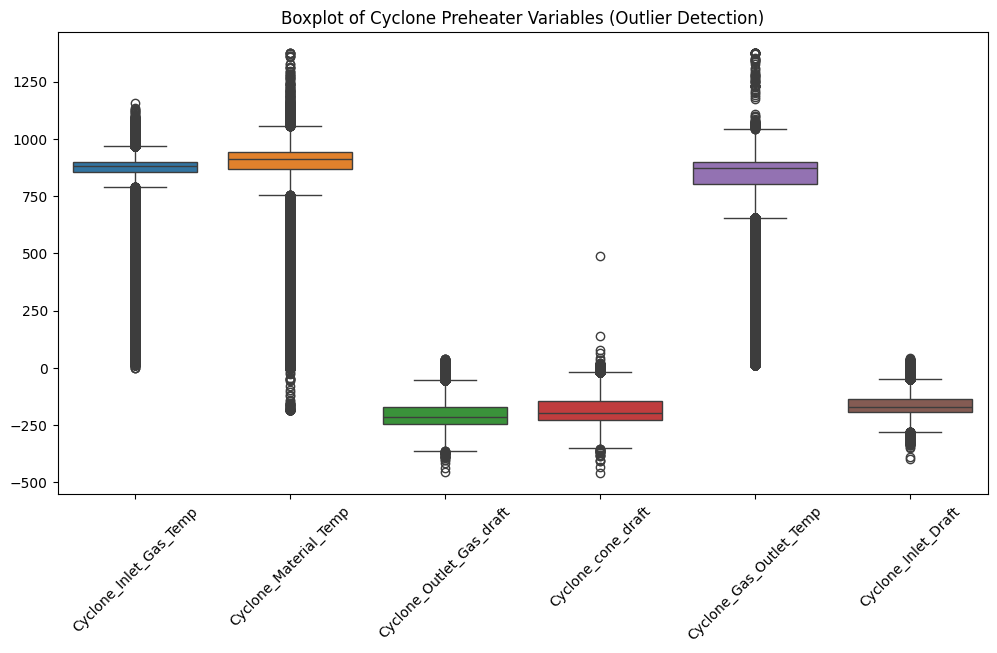 Boxplot of Cyclone Preheater Variables (Outlier Detection)
1250
1000
750
500
250
0
−250
−500
Cyclone_Inlet_Gas_Temp
Cyclone_Material_Temp
Cyclone_Outlet_Gas_draft
Cyclone_cone_draft
Cyclone_Gas_Outlet_Temp
Cyclone_Inlet_Draft